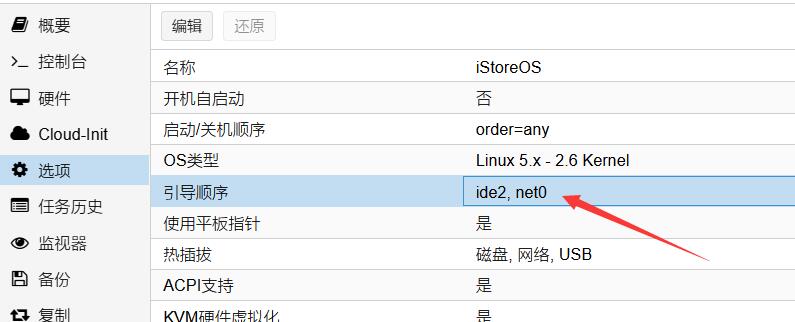 概要
控制台
硬件
Cloud-Init
选项
任务历史
监视器
备份
复制
编辑 还原
名称 iStoreOS
开机自启动 否
启动/关机顺序 order=any
OS类型 Linux 5.x - 2.6 Kernel
引导顺序 ide2, net0
使用平板指针 是
热插拔 磁盘, 网络, USB
ACPI支持 是
KVM硬件虚拟化 是